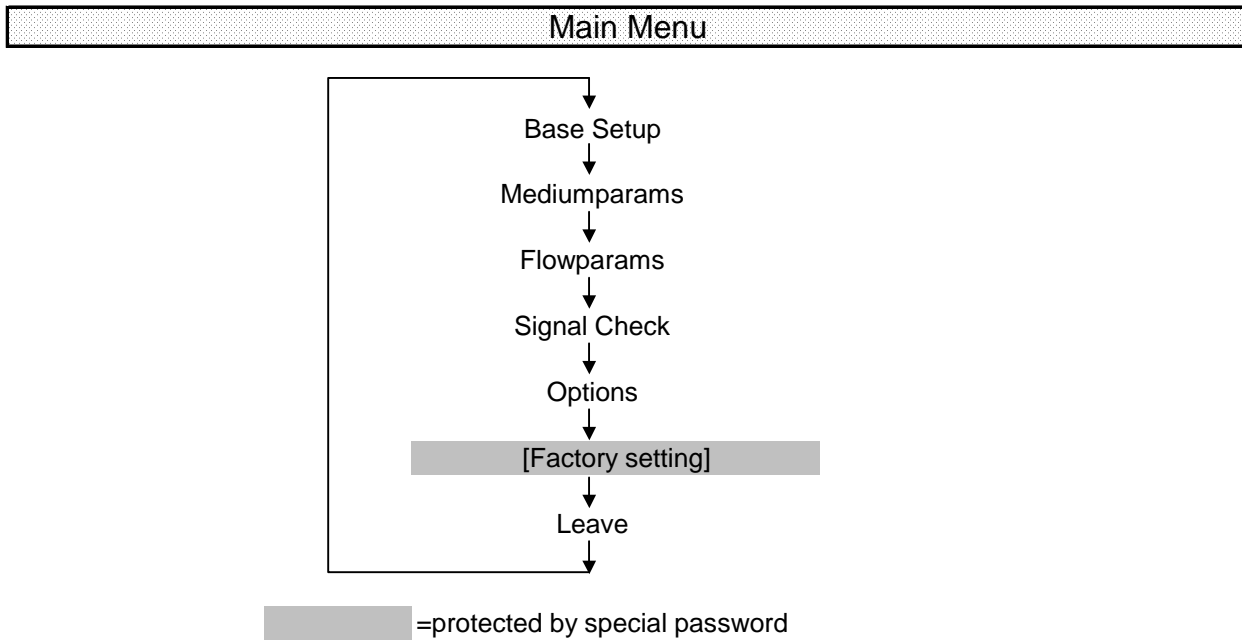 Main Menu
Base Setup
Mediumparams
Flowparams
Signal Check
Options
[Factory setting]
Leave
=protected by special password